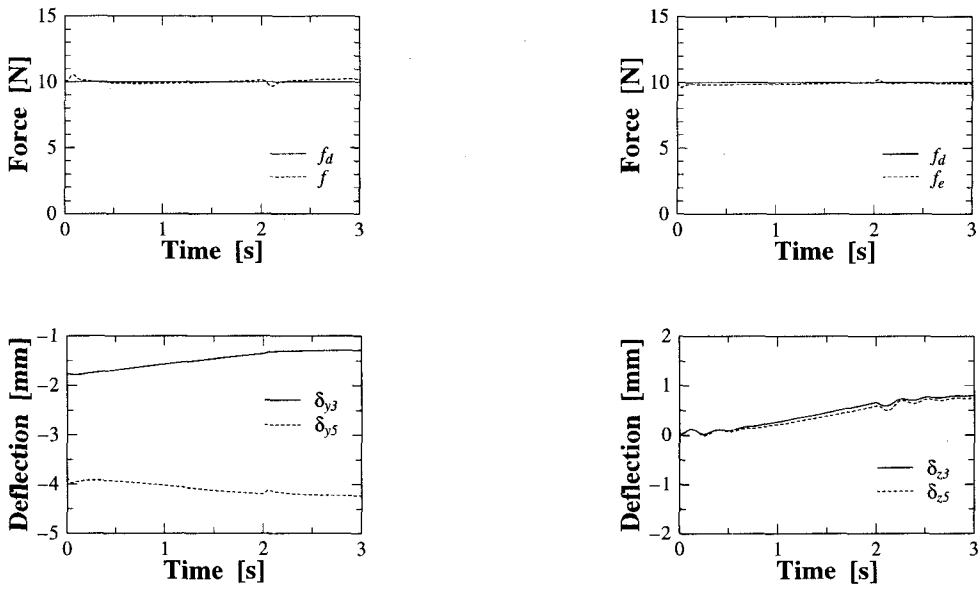 15
10
5
0
Force [N]
f_d
f
0 1 2 3
Time [s]
15
10
5
0
Force [N]
f_d
f_e
0 1 2 3
Time [s]
−1
−2
−3
−4
−5
Deflection [mm]
δ_y3
δ_y5
0 1 2 3
Time [s]
2
1
0
−1
−2
Deflection [mm]
δ_z3
δ_z5
0 1 2 3
Time [s]